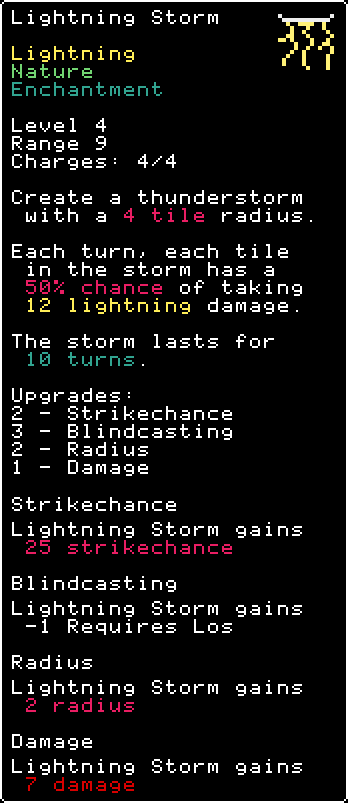 Lightning Storm
Lightning
Nature
Enchantment
Level 4
Range 9
Charges: 4/4
Create a thunderstorm
with a 4 tile radius.
Each turn, each tile
in the storm has a
50% chance of taking
12 lightning damage.
The storm lasts for
10 turns.
Upgrades:
2 - Strikechance
3 - Blindcasting
2 - Radius
1 - Damage
Strikechance
Lightning Storm gains
25 strikechance
Blindcasting
Lightning Storm gains
-1 Requires Los
Radius
Lightning Storm gains
2 radius
Damage
Lightning Storm gains
7 damage